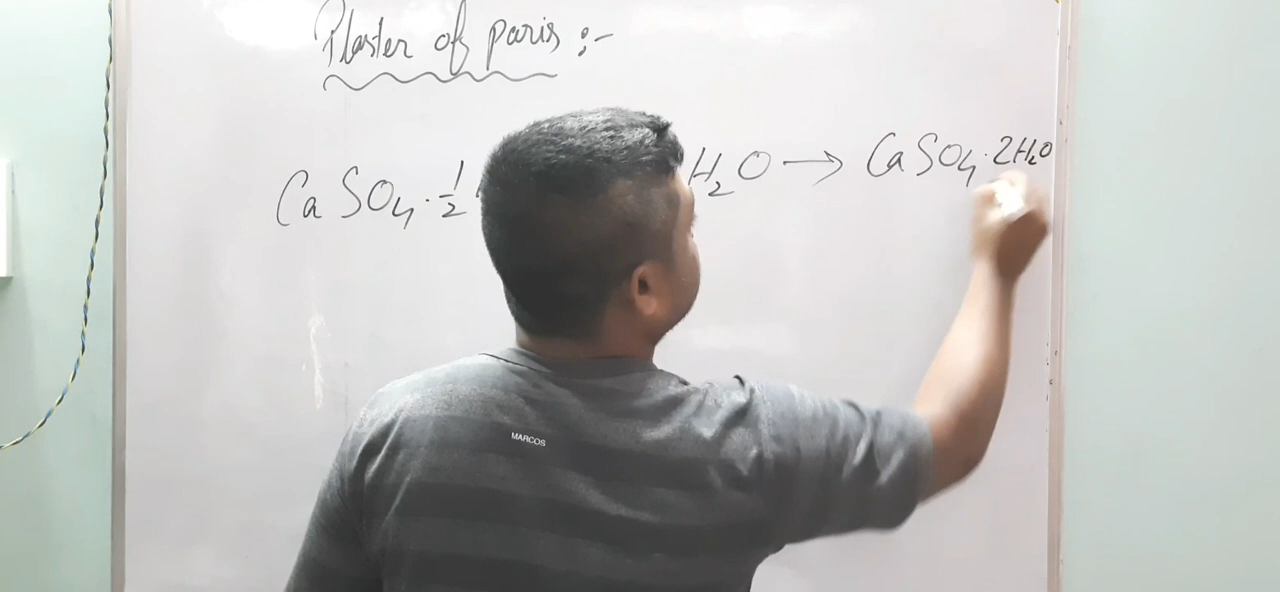 Plaster of paris :-
CaSO4 · 1/2 H2O → CaSO4 · 2H2O
MARCOS